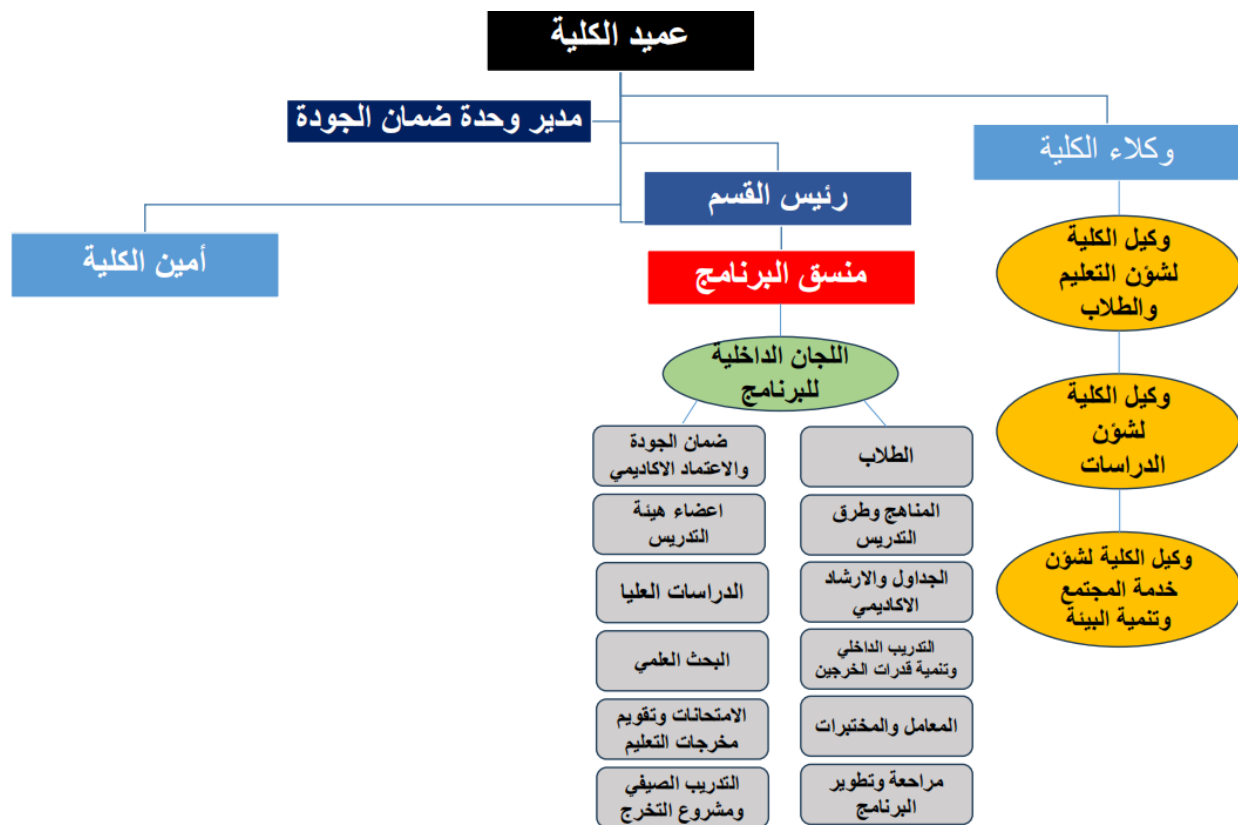 عميد الكلية
مدير وحدة ضمان الجودة
وكلاء الكلية
رئيس القسم
أمين الكلية
منسق البرنامج
وكيل الكلية
لشؤن التعليم
والطلاب
اللجان الداخلية
للبرنامج
وكيل الكلية
لشؤن
الدراسات
وكيل الكلية لشؤن
خدمة المجتمع
وتنمية البيئة
الطلاب
ضمان الجودة
والاعتماد الاكاديمي
المناهج وطرق
التدريس
اعضاء هيئة
التدريس
الجداول والارشاد
الاكاديمي
الدراسات العليا
التدريب الداخلي
وتنمية قدرات الخرجين
البحث العلمي
المعامل والمختبرات
الامتحانات وتقويم
مخرجات التعليم
مراحعة وتطوير
البرنامج
التدريب الصيفي
ومشروع التخرج